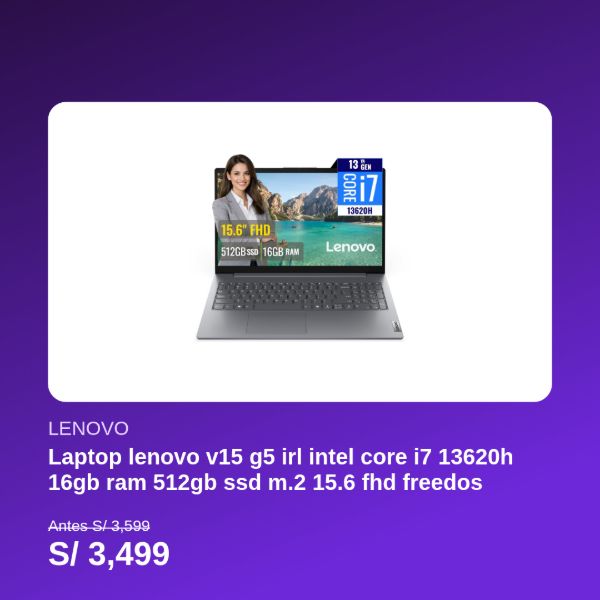 13 th GEN
CORE i7
13620H
15.6" FHD
512GB SSD 16GB RAM
Lenovo
LENOVO
Laptop lenovo v15 g5 irl intel core i7 13620h
16gb ram 512gb ssd m.2 15.6 fhd freedos
Antes S/ 3,599
S/ 3,499